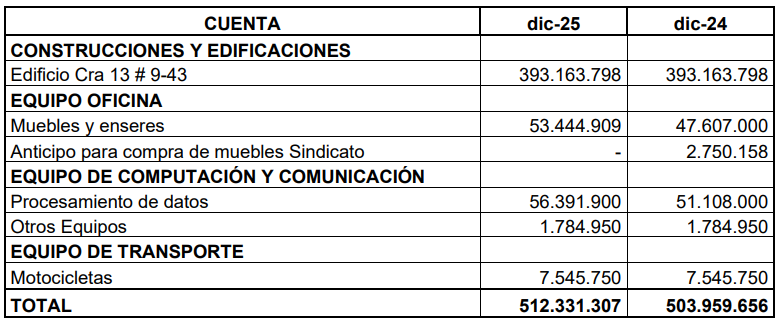 CUENTA dic-25 dic-24
CONSTRUCCIONES Y EDIFICACIONES
Edificio Cra 13 # 9-43 393.163.798 393.163.798
EQUIPO OFICINA
Muebles y enseres 53.444.909 47.607.000
Anticipo para compra de muebles Sindicato - 2.750.158
EQUIPO DE COMPUTACIÓN Y COMUNICACIÓN
Procesamiento de datos 56.391.900 51.108.000
Otros Equipos 1.784.950 1.784.950
EQUIPO DE TRANSPORTE
Motocicletas 7.545.750 7.545.750
TOTAL 512.331.307 503.959.656